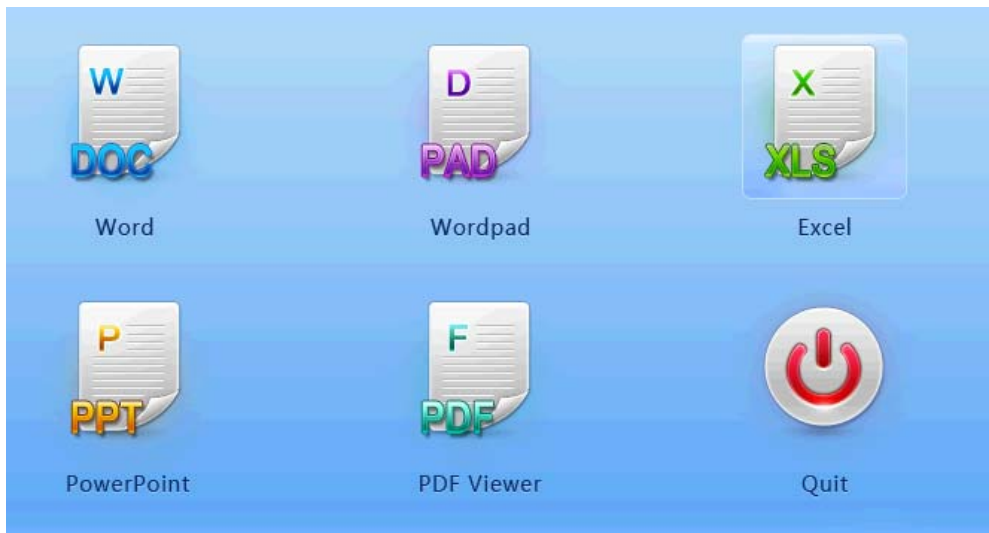 W
DOC
Word
D
PAD
Wordpad
X
XLS
Excel
P
PPT
PowerPoint
F
PDF
PDF Viewer
Quit